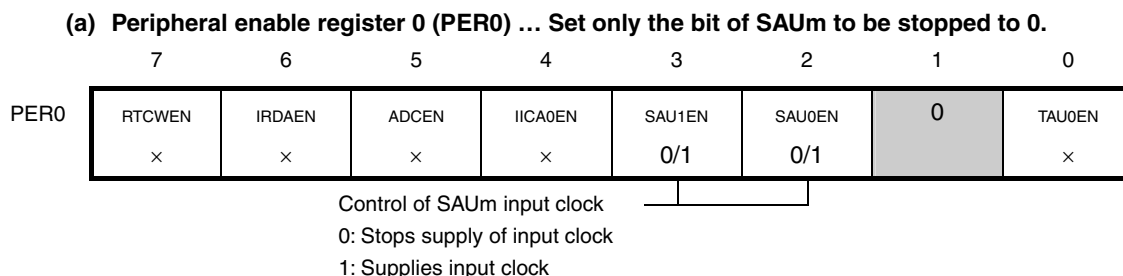 (a) Peripheral enable register 0 (PER0) … Set only the bit of SAUm to be stopped to 0.
7 6 5 4 3 2 1 0
PER0 RTCWEN IRDAEN ADCEN IICA0EN SAU1EN SAU0EN 0 TAU0EN
× × × × 0/1 0/1 ×
Control of SAUm input clock
0: Stops supply of input clock
1: Supplies input clock